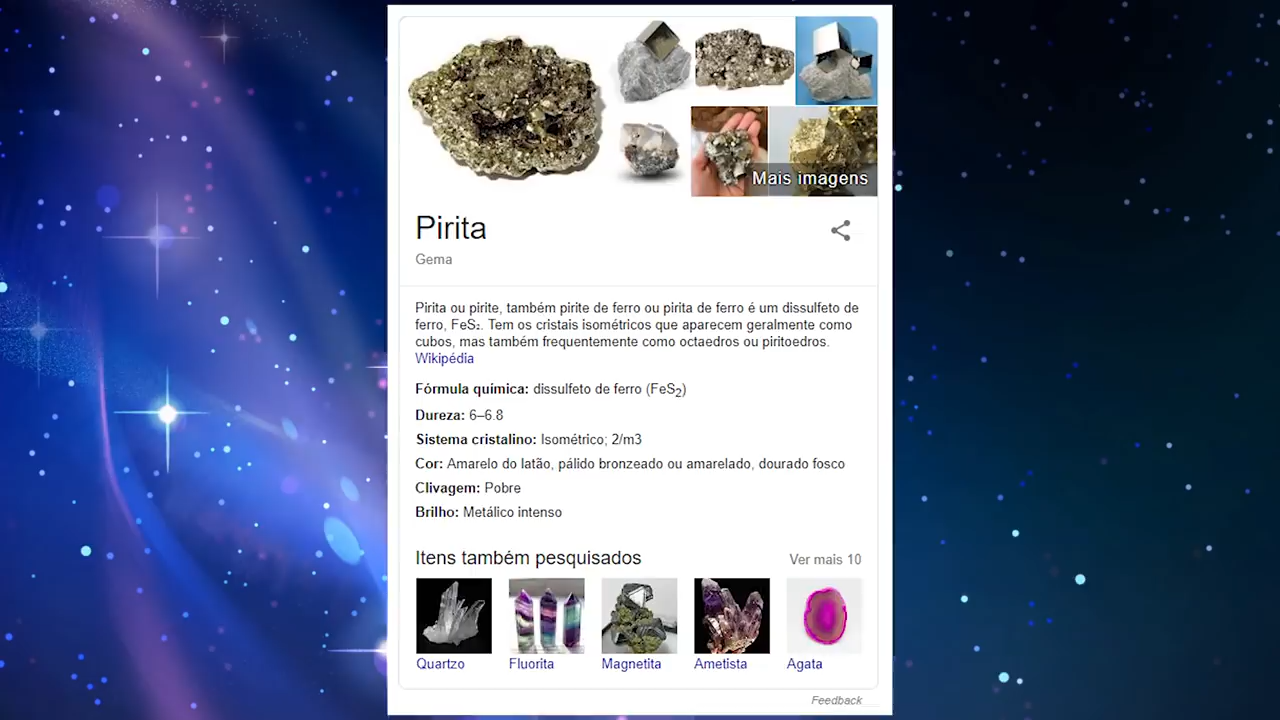 Mais imagens
Pirita
Gema
Pirita ou pirite, também pirite de ferro ou pirita de ferro é um dissulfeto de
ferro, FeS₂. Tem os cristais isométricos que aparecem geralmente como
cubos, mas também frequentemente como octaedros ou piritoedros.
Wikipédia
Fórmula química: dissulfeto de ferro (FeS₂)
Dureza: 6–6.8
Sistema cristalino: Isométrico; 2/m3
Cor: Amarelo do latão, pálido bronzeado ou amarelado, dourado fosco
Clivagem: Pobre
Brilho: Metálico intenso
Itens também pesquisados
Ver mais 10
Quartzo
Fluorita
Magnetita
Ametista
Agata
Feedback